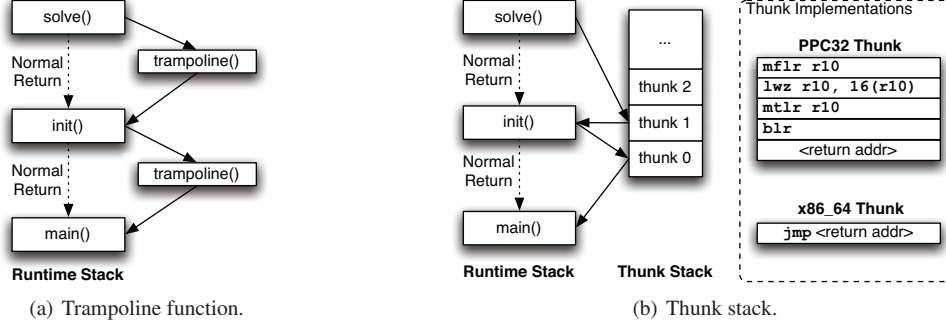 solve()
Normal
Return
trampoline()
init()
Normal
Return
trampoline()
main()
Runtime Stack
(a) Trampoline function.
solve()
Normal
Return
init()
Normal
Return
main()
Runtime Stack
...
thunk 2
thunk 1
thunk 0
Thunk Stack
Thunk Implementations
PPC32 Thunk
mflr r10
lwz r10, 16(r10)
mtlr r10
blr
<return addr>
x86_64 Thunk
jmp <return addr>
(b) Thunk stack.